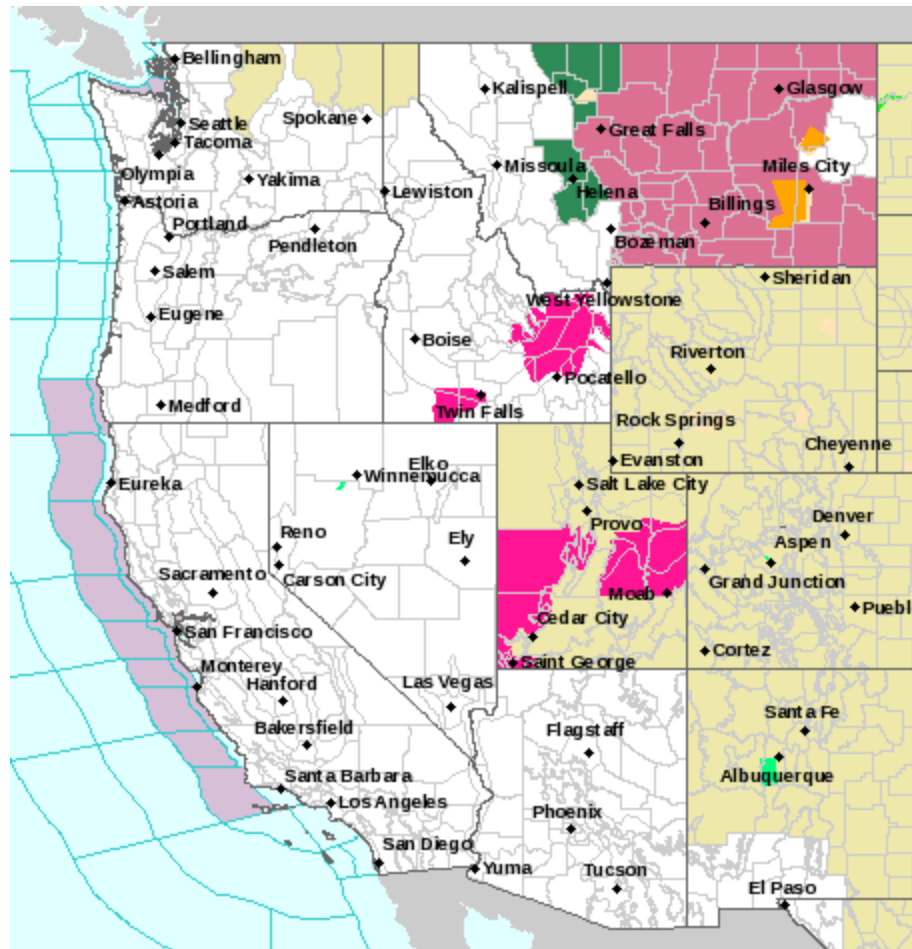 Bellingham
Kalispell
Glasgow
Seattle
Spokane
Great Falls
Tacoma
Olympia
Missoula
Miles City
Yakima
Lewiston
Helena
Astoria
Billings
Portland
Pendleton
Bozeman
Salem
Sheridan
West Yellowstone
Eugene
Boise
Riverton
Pocatello
Medford
Twin Falls
Rock Springs
Cheyenne
Elko
Evanston
Eureka
Winnemucca
Salt Lake City
Provo
Denver
Reno
Ely
Aspen
Sacramento
Carson City
Moab
Grand Junction
Puebl
Cedar City
San Francisco
Cortez
Monterey
Saint George
Hanford
Las Vegas
Santa Fe
Bakersfield
Flagstaff
Santa Barbara
Albuquerque
Los Angeles
Phoenix
San Diego
Yuma
Tucson
El Paso